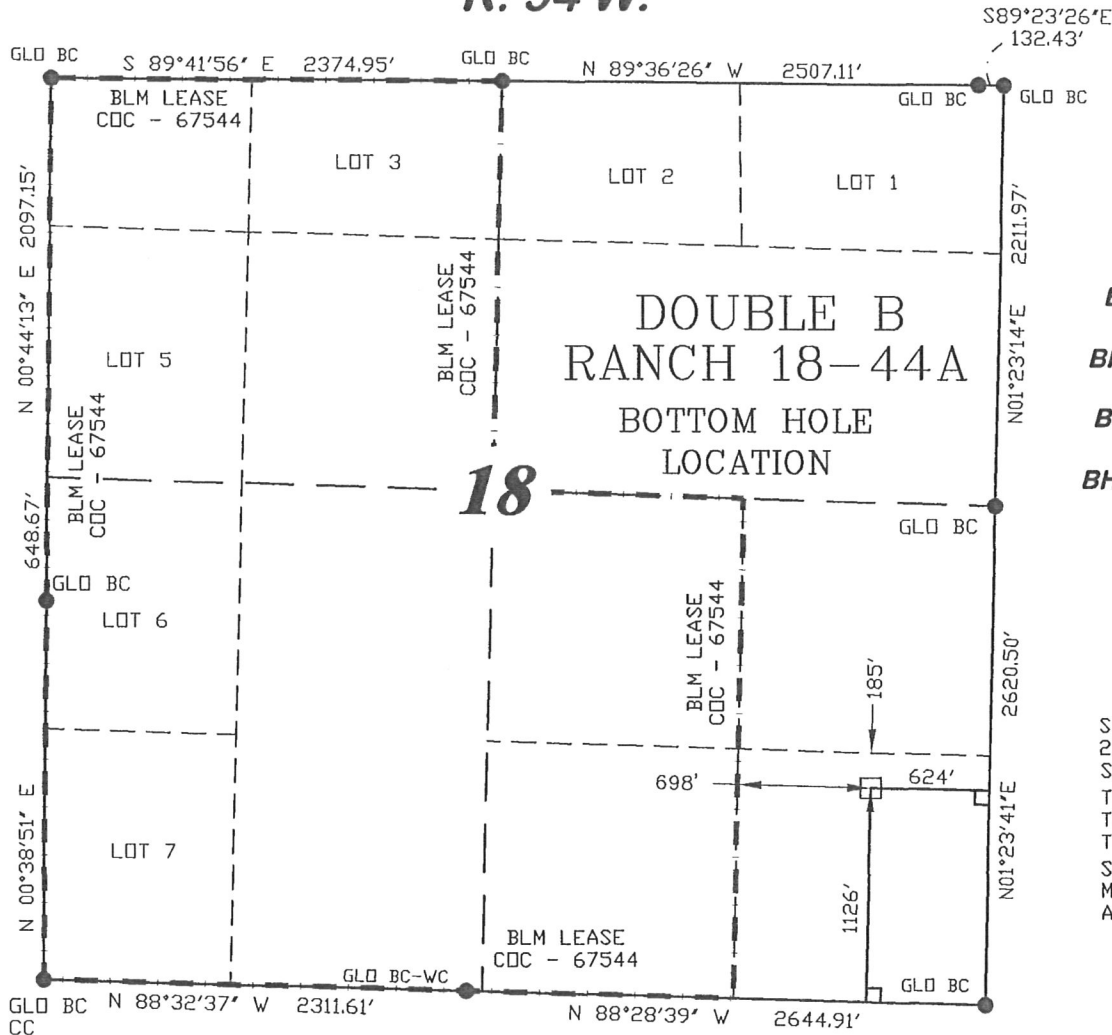 R. 94 W.
S89°23'26"E
132.43'
GLO BC
S 89°41'56" E 2374.95'
GLO BC
N 89°36'26" W 2507.11'
GLO BC
GLO BC
BLM LEASE
COC - 67544
LOT 3
LOT 2
LOT 1
N 00°44'13" E 2097.15'
2211.97'
N01°23'14"E
BLM LEASE
COC - 67544
DOUBLE B
RANCH 18-44A
BOTTOM HOLE
LOCATION
LOT 5
BLM LEASE
COC - 67544
18
BH
GLO BC
648.67'
GLO BC
LOT 6
BLM LEASE
COC - 67544
185'
2620.50'
698'
624'
N01°23'41"E
N 00°38'51" E
LOT 7
1126'
BLM LEASE
COC - 67544
GLO BC-WC
GLO BC
GLO BC
CC
N 88°32'37" W 2311.61'
N 88°28'39" W 2644.91'
S
2
S
T
T
T
S
M
A